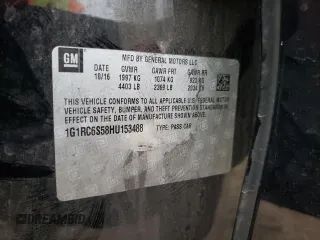 GM
MFD BY GENERAL MOTORS LLC
DATE GVWR GAWR FRT GAWR RR
10/16 1997 KG 1074 KG 923 KG
4403 LB 2368 LB 2034 LB
THIS VEHICLE CONFORMS TO ALL APPLICABLE U.S. FEDERAL MOTOR
VEHICLE SAFETY, BUMPER, AND THEFT PREVENTION STANDARDS IN
EFFECT ON THE DATE OF MANUFACTURE SHOWN ABOVE.
1G1RC6S58HU153488 TYPE: PASS CAR
DREAMBID